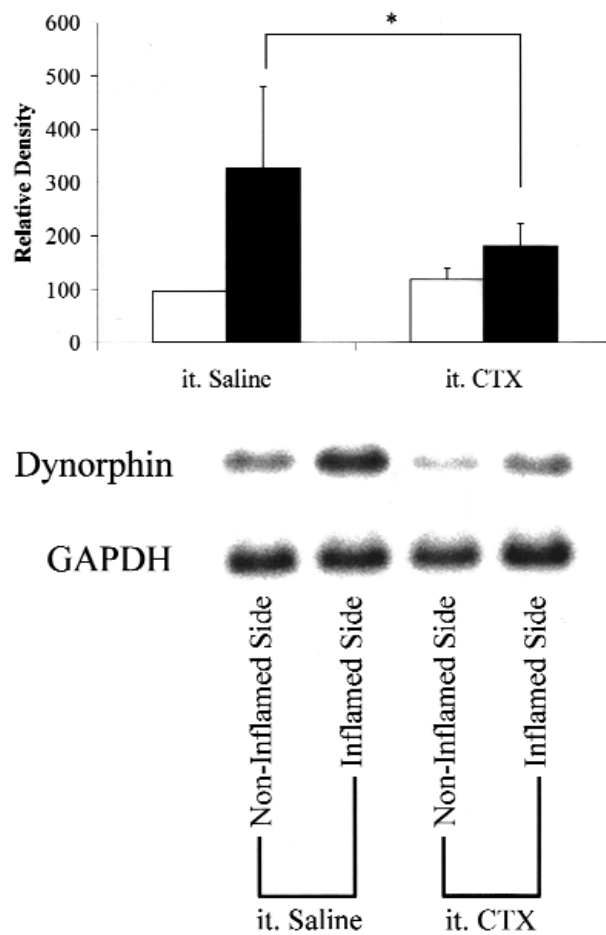 600
500
400
300
200
100
0
Relative Density
*
it. Saline
it. CTX
Dynorphin
GAPDH
Non-Inflamed Side
Inflamed Side
Non-Inflamed Side
Inflamed Side
it. Saline
it. CTX